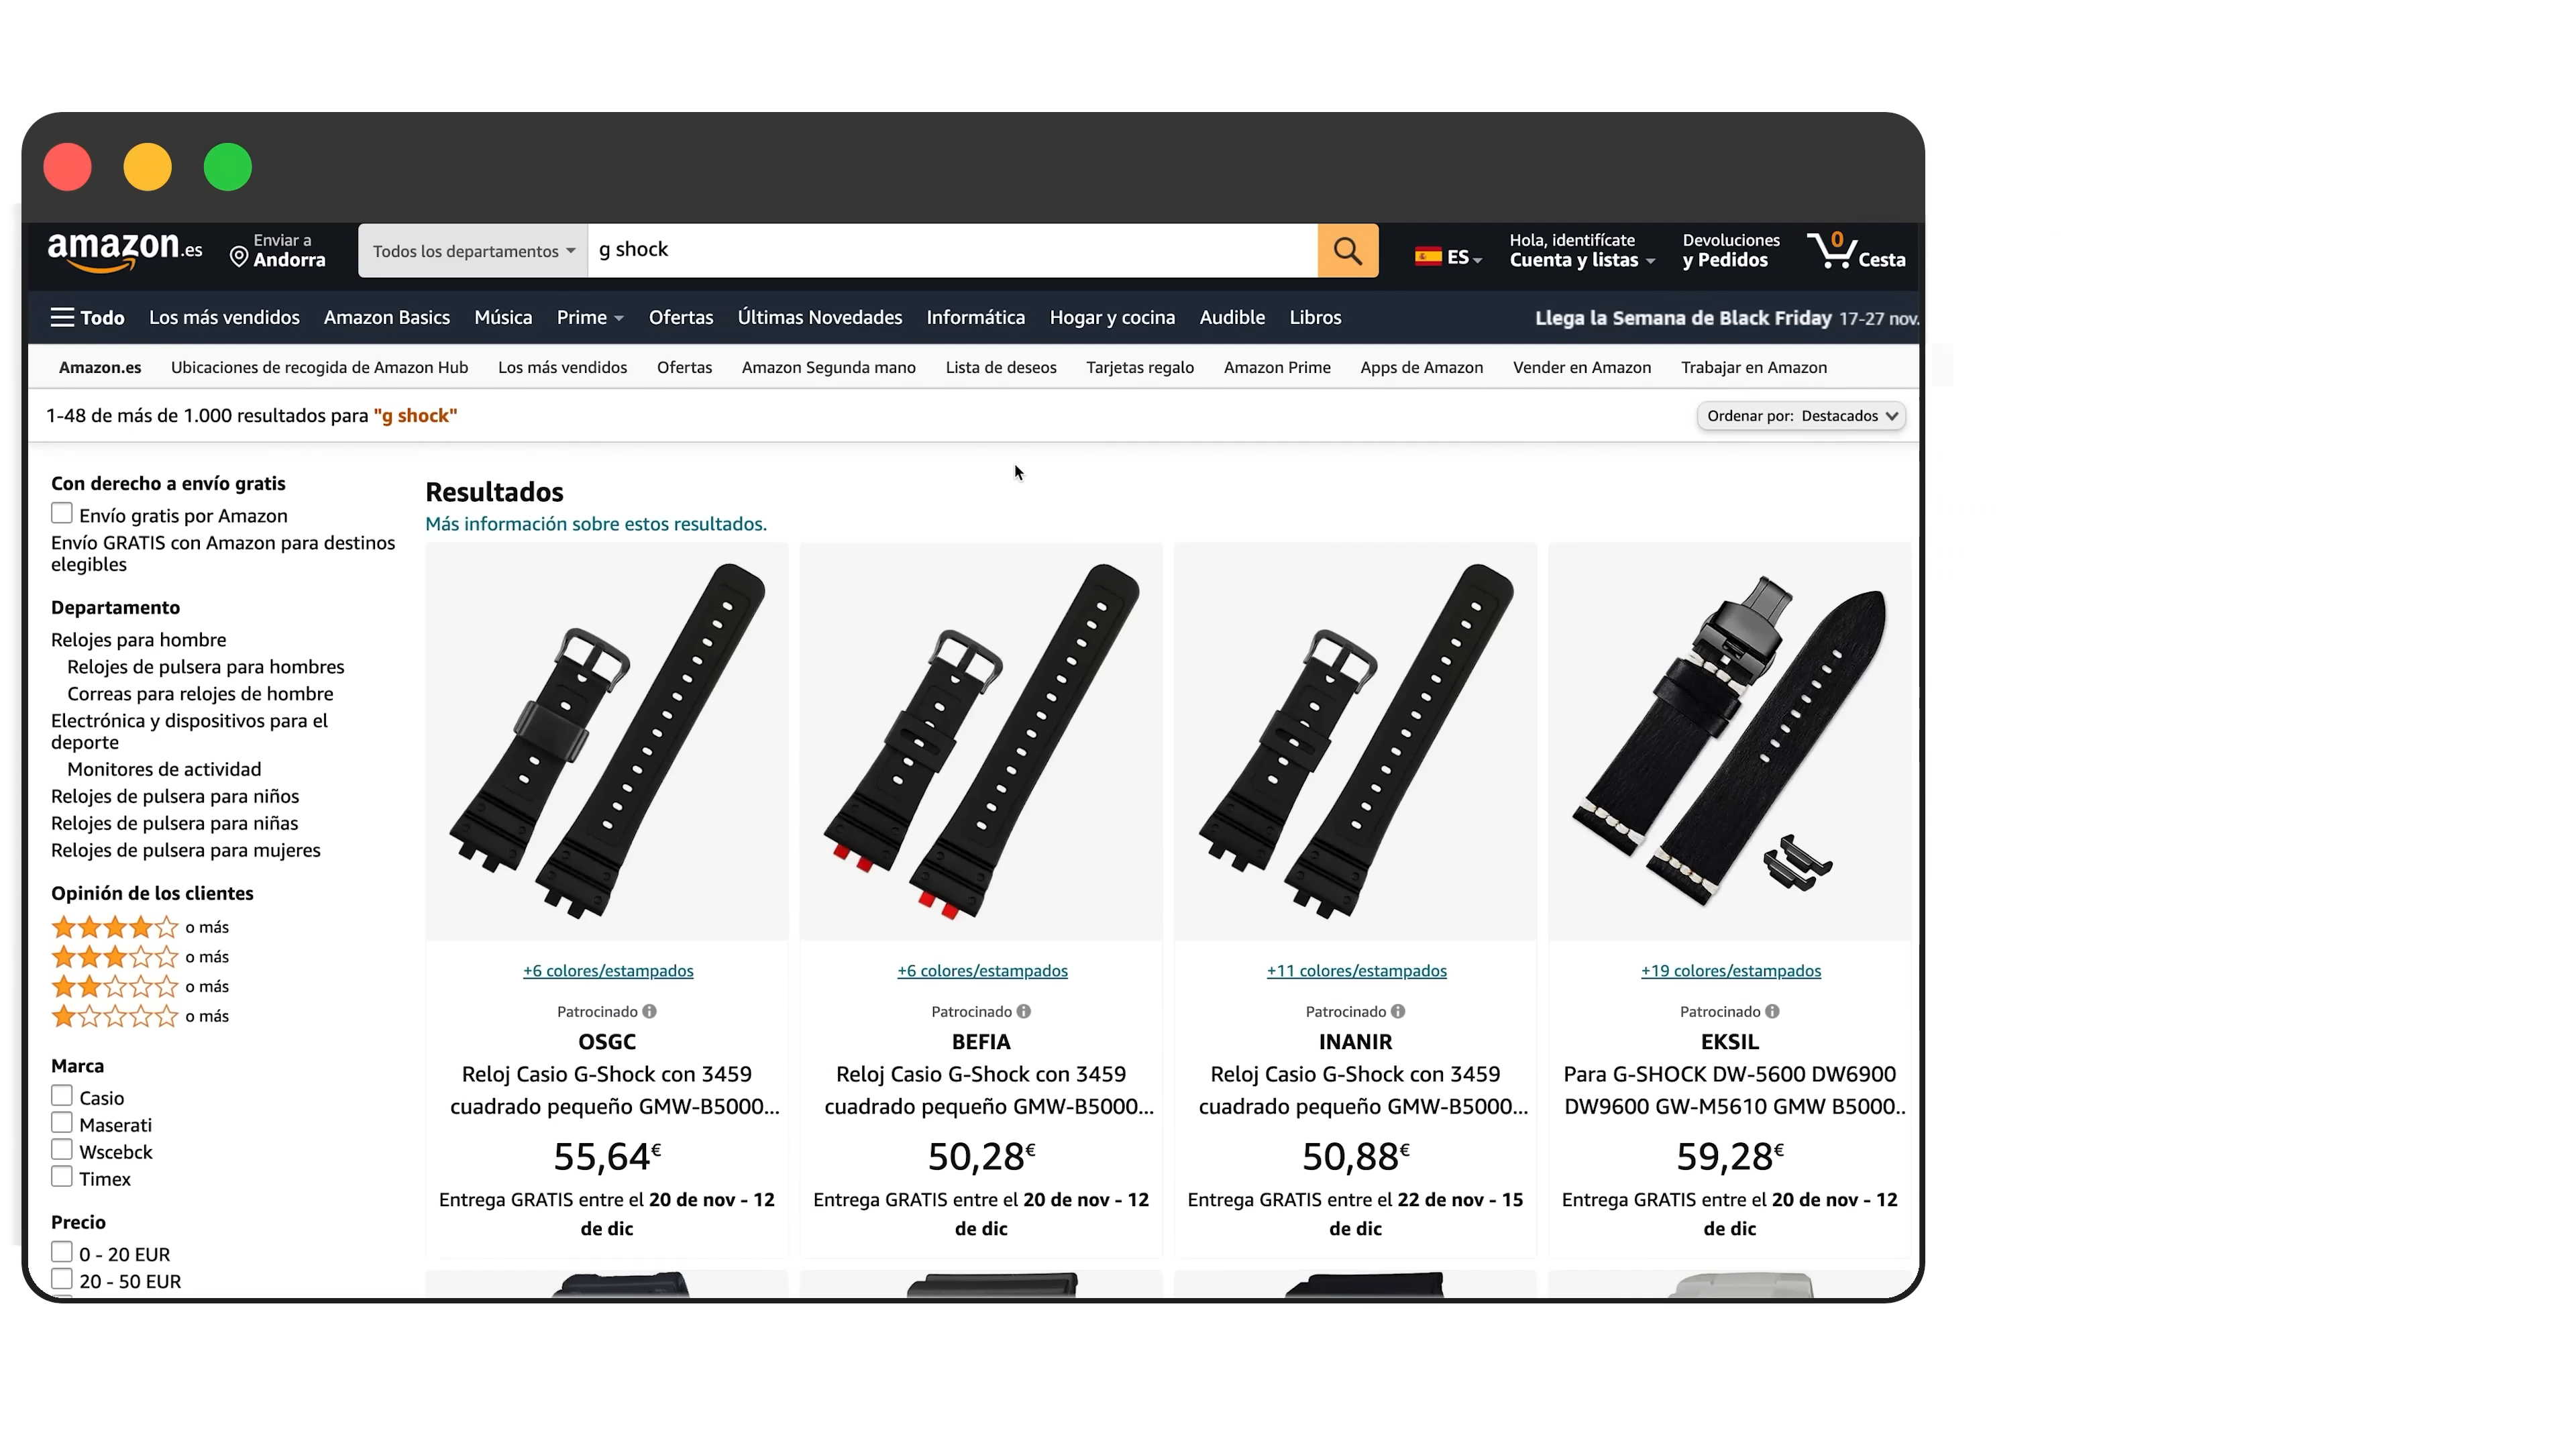 amazon.es
Enviar a
Andorra
Todos los departamentos
g shock
ES
Hola, identifícate
Cuenta y listas
Devoluciones
y Pedidos
0
Cesta
Todo
Los más vendidos
Amazon Basics
Música
Prime
Ofertas
Últimas Novedades
Informática
Hogar y cocina
Audible
Libros
Llega la Semana de Black Friday 17-27 nov.
Amazon.es
Ubicaciones de recogida de Amazon Hub
Los más vendidos
Ofertas
Amazon Segunda mano
Lista de deseos
Tarjetas regalo
Amazon Prime
Apps de Amazon
Vender en Amazon
Trabajar en Amazon
1-48 de más de 1.000 resultados para "g shock"
Ordenar por: Destacados
Con derecho a envío gratis
Envío gratis por Amazon
Envío GRATIS con Amazon para destinos
elegibles
Departamento
Relojes para hombre
Relojes de pulsera para hombres
Correas para relojes de hombre
Electrónica y dispositivos para el
deporte
Monitores de actividad
Relojes de pulsera para niños
Relojes de pulsera para niñas
Relojes de pulsera para mujeres
Opinión de los clientes
o más
o más
o más
o más
Marca
Casio
Maserati
Wscebck
Timex
Precio
0 - 20 EUR
20 - 50 EUR
Resultados
Más información sobre estos resultados.
+6 colores/estampados
Patrocinado
OSGC
Reloj Casio G-Shock con 3459
cuadrado pequeño GMW-B5000...
55,64€
Entrega GRATIS entre el 20 de nov - 12
de dic
+6 colores/estampados
Patrocinado
BEFIA
Reloj Casio G-Shock con 3459
cuadrado pequeño GMW-B5000...
50,28€
Entrega GRATIS entre el 20 de nov - 12
de dic
+11 colores/estampados
Patrocinado
INANIR
Reloj Casio G-Shock con 3459
cuadrado pequeño GMW-B5000...
50,88€
Entrega GRATIS entre el 22 de nov - 15
de dic
+19 colores/estampados
Patrocinado
EKSIL
Para G-SHOCK DW-5600 DW6900
DW9600 GW-M5610 GMW B5000..
59,28€
Entrega GRATIS entre el 20 de nov - 12
de dic